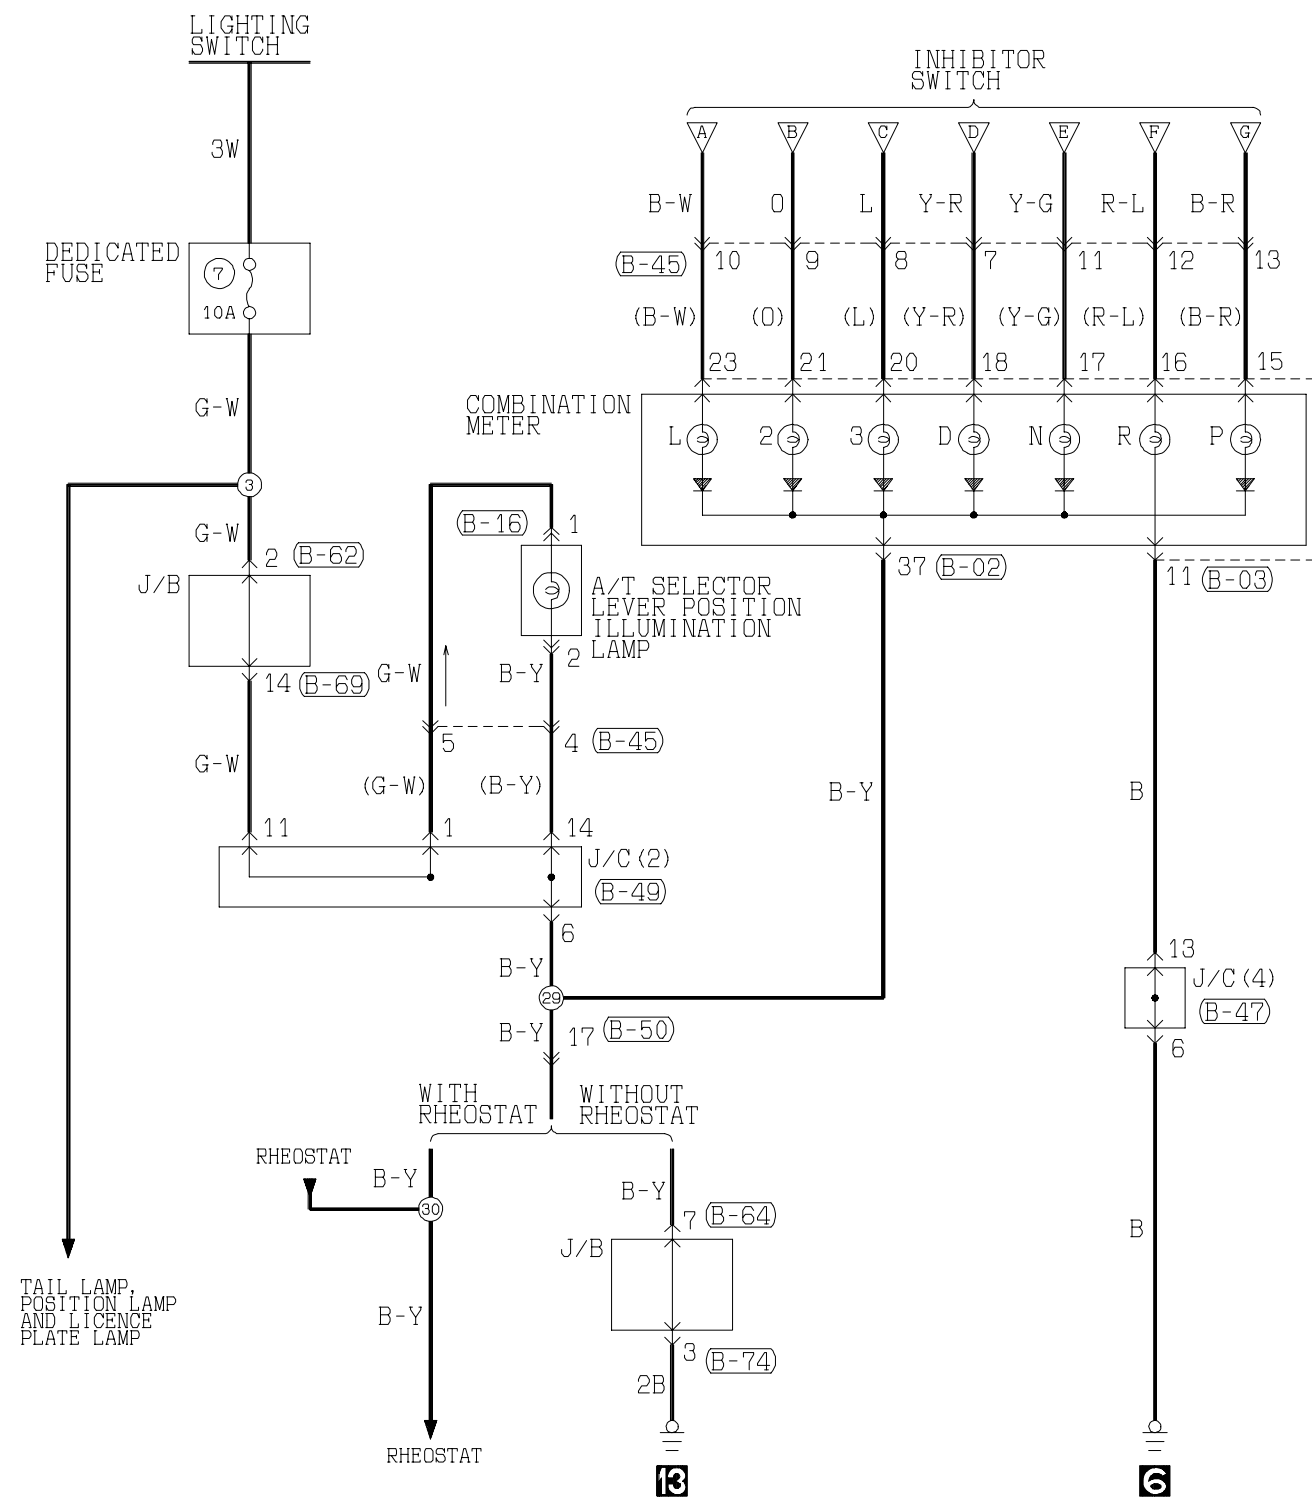 LIGHTING
SWITCH
INHIBITOR
SWITCH
A B C D E F G
3W
B-W O L Y-R Y-G R-L B-R
DEDICATED
FUSE
7
10A
(B-45) 10 9 8 7 11 12 13
(B-W) (O) (L) (Y-R) (Y-G) (R-L) (B-R)
23 21 20 18 17 16 15
G-W
COMBINATION
METER
L 2 3 D N R P
3
G-W
B-16 1
2 B-62
J/B
37 B-02
11 B-03
A/T SELECTOR
LEVER POSITION
ILLUMINATION
LAMP
2
14 B-69
G-W
B-Y
5 4 B-45
G-W
(G-W) (B-Y)
B-Y
B
11 1 14
J/C(2)
B-49
6
B-Y
13
J/C(4)
B-47
6
29
B-Y
17 B-50
WITH
RHEOSTAT
WITHOUT
RHEOSTAT
RHEOSTAT
B-Y
B-Y
30
7 B-64
J/B
B
TAIL LAMP,
POSITION LAMP
AND LICENCE
PLATE LAMP
B-Y
3 B-74
2B
RHEOSTAT
13
6